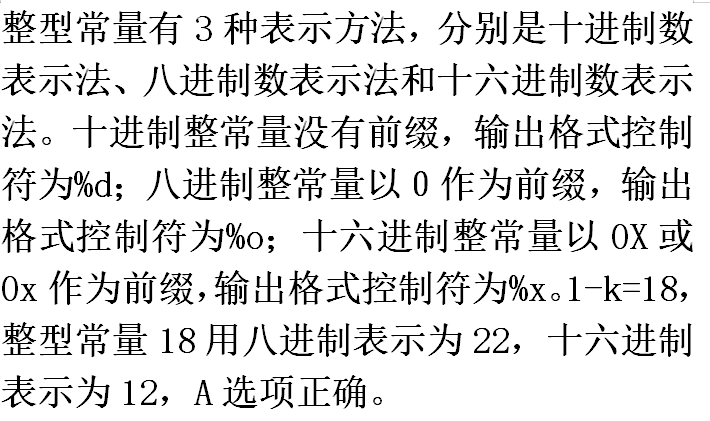 整型常量有 3 种表示方法，分别是十进制数
表示法、八进制数表示法和十六进制数表示
法。十进制整常量没有前缀，输出格式控制
符为%d；八进制整常量以 0 作为前缀，输出
格式控制符为%o；十六进制整常量以 0X 或
0x 作为前缀，输出格式控制符为%x。l-k=18，
整型常量 18 用八进制表示为 22，十六进制
表示为 12，A 选项正确。